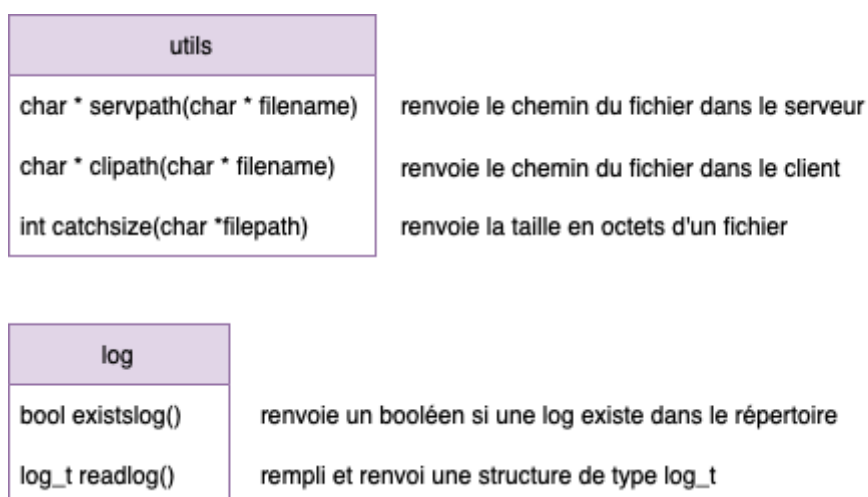 utils
char * servpath(char * filename) renvoie le chemin du fichier dans le serveur
char * clipath(char * filename) renvoie le chemin du fichier dans le client
int catchsize(char *filepath) renvoie la taille en octets d'un fichier
log
bool existslog() renvoie un booléen si une log existe dans le répertoire
log_t readlog() rempli et renvoi une structure de type log_t